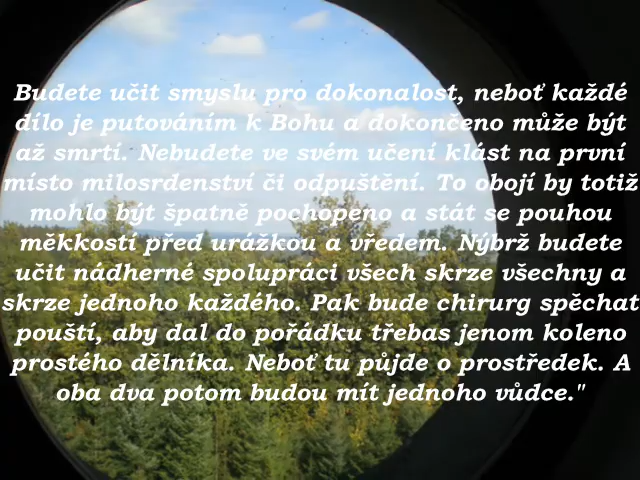 Budete učit smyslu pro dokonalost, neboť každé
dílo je putováním k Bohu a dokončeno může být
až smrtí. Nebudete ve svém učení klást na první
místo milosrdenství či odpuštění. To obojí by totiž
mohlo být špatně pochopeno a stát se pouhou
měkkostí před urážkou a vředem. Nýbrž budete
učit nádherné spolupráci všech skrze všechny a
skrze jednoho každého. Pak bude chirurg spěchat
pouští, aby dal do pořádku třebas jenom koleno
prostého dělníka. Neboť tu půjde o prostředek. A
oba dva potom budou mít jednoho vůdce."